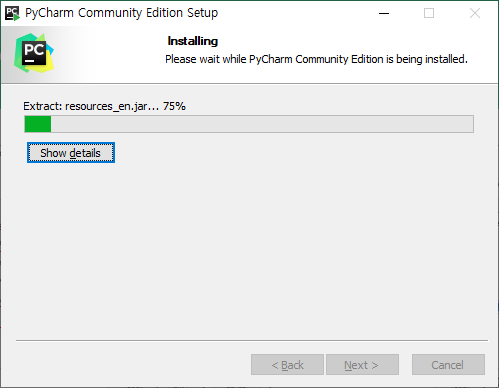 PC PyCharm Community Edition Setup
PC
Installing
Please wait while PyCharm Community Edition is being installed.
Extract: resources_en.jar... 75%
Show details
< Back
Next >
Cancel